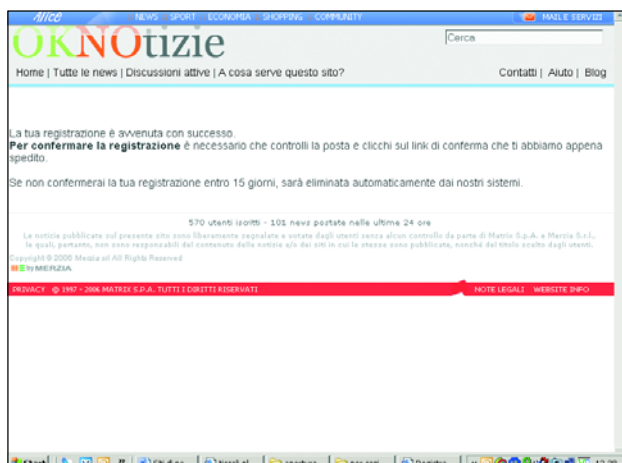 Alice NEWS SPORT ECONOMIA SHOPPING COMMUNITY MAIL E SERVIZI
OKNOtizie
Cerca
Home | Tutte le news | Discussioni attive | A cosa serve questo sito? Contatti | Aiuto | Blog
La tua registrazione è avvenuta con successo.
Per confermare la registrazione è necessario che controlli la posta e clicchi sul link di conferma che ti abbiamo appena
spedito.
Se non confermerai la tua registrazione entro 15 giorni, sarà eliminata automaticamente dai nostri sistemi.
570 utenti iscritti - 101 news postate nelle ultime 24 ore
Le notizie pubblicate sul presente sito sono liberamente segnalate e votate dagli utenti senza alcun controllo da parte di Matrix S.p.A. e Merzia S.r.l.,
le quali, pertanto, non sono responsabili del contenuto delle notizie e/o dei siti in cui le stesse sono pubblicate, nonché del titolo scelto dagli utenti.
Copyright © 2006 Merzia srl All Rights Reserved
by MERZIA
PRIVACY © 1997 - 2006 MATRIX S.P.A. TUTTI I DIRITTI RISERVATI NOTE LEGALI WEBSITE INFO
Start